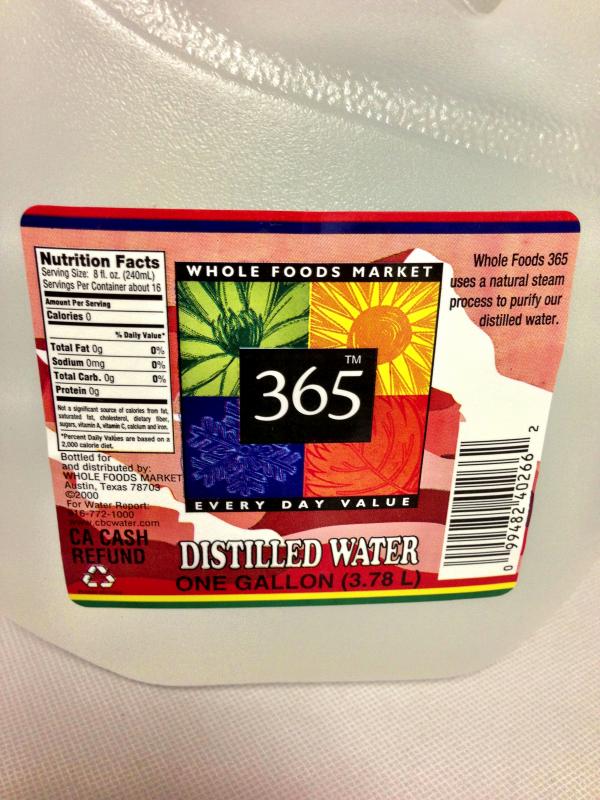 Nutrition Facts
Serving Size: 8 fl. oz. (240mL)
Servings Per Container about 16
Amount Per Serving
Calories 0
% Daily Value*
Total Fat 0g 0%
Sodium 0mg 0%
Total Carb. 0g 0%
Protein 0g
Not a significant source of calories from fat,
saturated fat, cholesterol, dietary fiber,
sugars, vitamin A, vitamin C, calcium and iron.
*Percent Daily Values are based on a
2,000 calorie diet.
Bottled for
and distributed by:
WHOLE FOODS MARKET
Austin, Texas 78703
©2000
For Water Report:
916-772-1000
www.cbcwater.com
CA CASH
REFUND
WHOLE FOODS MARKET
365™
EVERY DAY VALUE
DISTILLED WATER
ONE GALLON (3.78 L)
Whole Foods 365
uses a natural steam
process to purify our
distilled water.
0 99482 40266 2